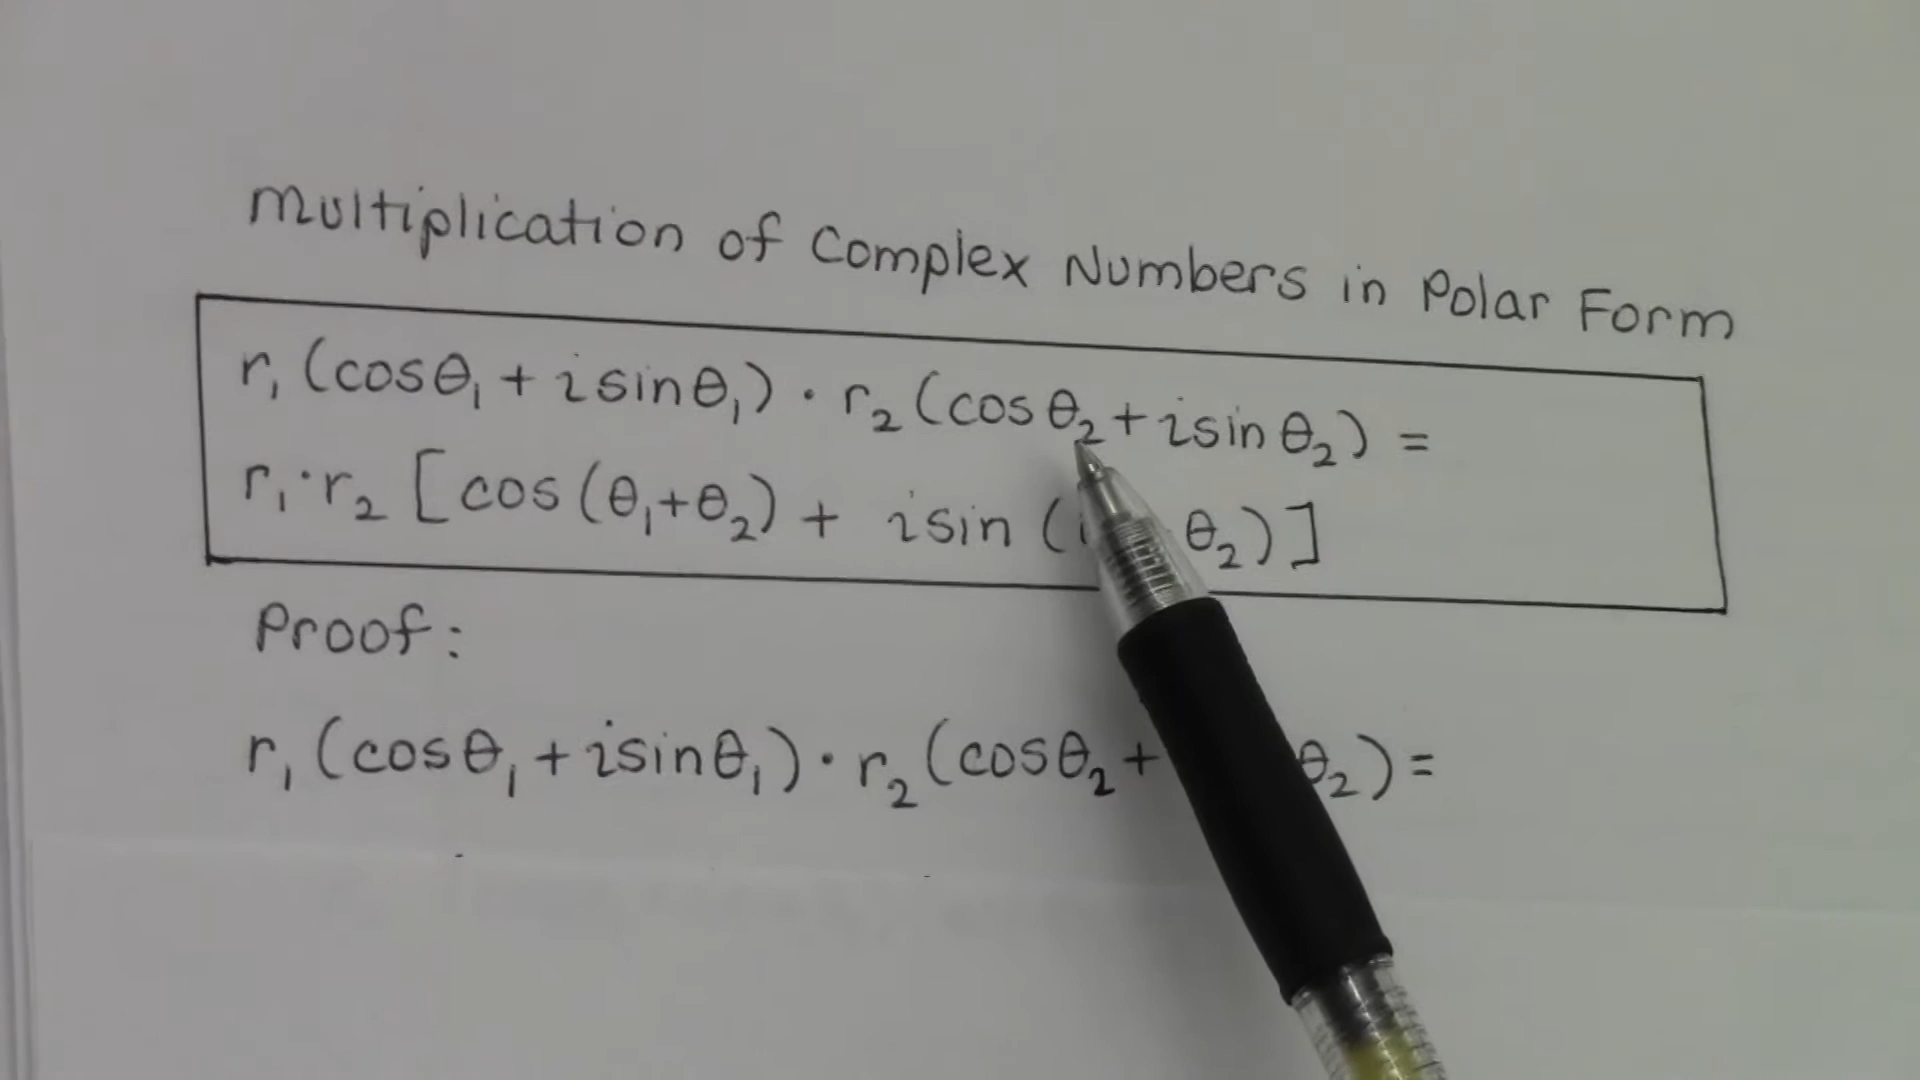 Multiplication of Complex Numbers in Polar Form
r₁(cosθ₁ + isinθ₁) · r₂(cosθ₂ + isinθ₂) =
r₁·r₂ [cos(θ₁+θ₂) + isin( θ₂)]
Proof:
r₁(cosθ₁ + isinθ₁) · r₂(cosθ₂ + θ₂) =